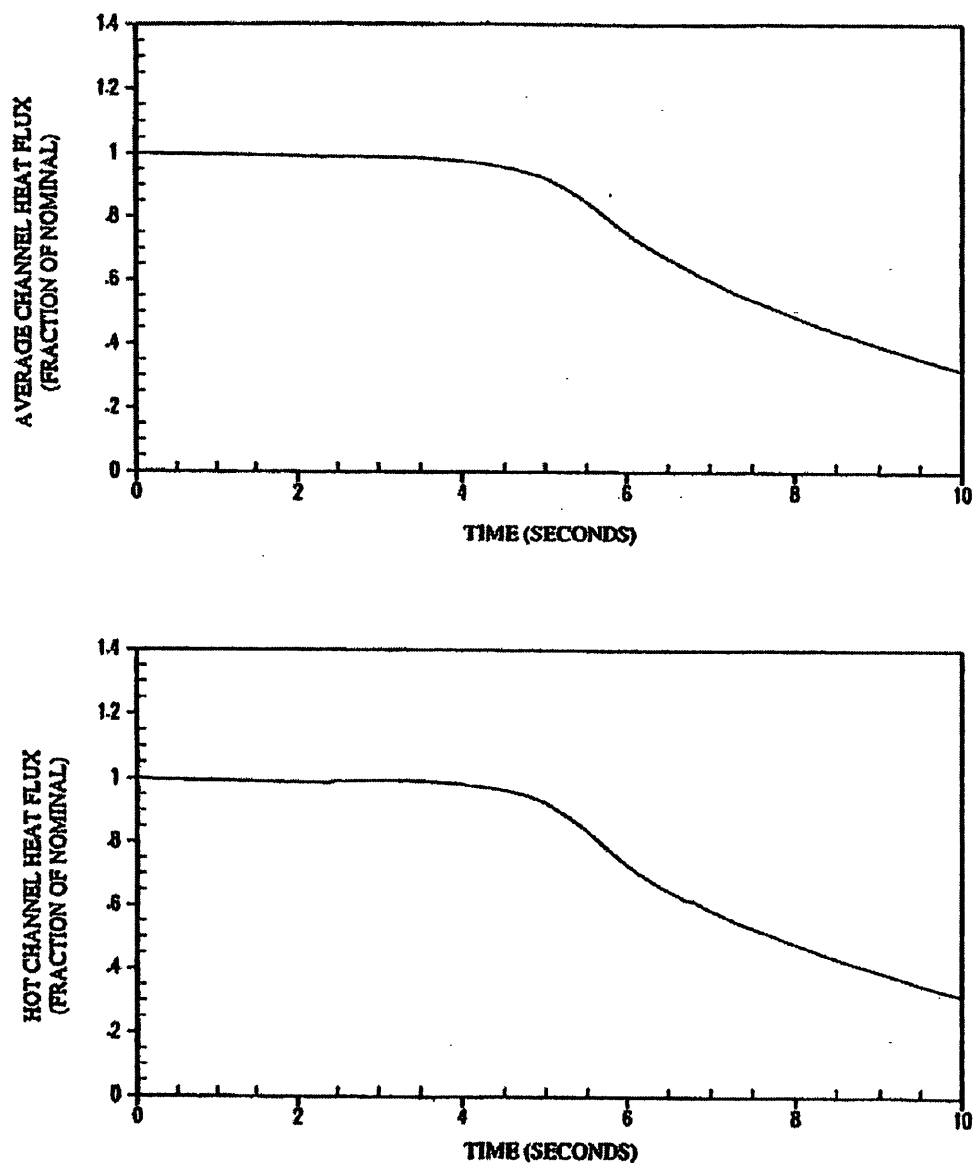 AVERAGE CHANNEL HEAT FLUX
(FRACTION OF NOMINAL)
1.4
1.2
1
.8
.6
.4
.2
0
0 2 4 6 8 10
TIME (SECONDS)
HOT CHANNEL HEAT FLUX
(FRACTION OF NOMINAL)
1.4
1.2
1
.8
.6
.4
.2
0
0 2 4 6 8 10
TIME (SECONDS)